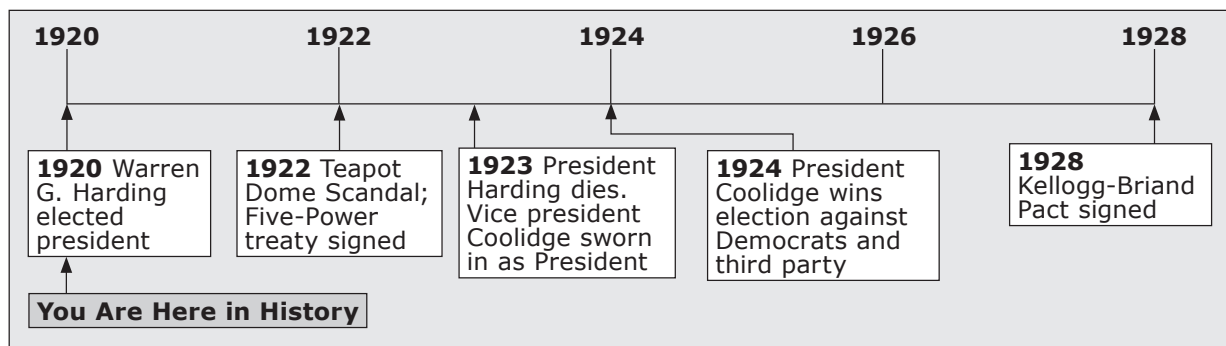 1920
1922
1924
1926
1928
1920 Warren
G. Harding
elected
president
1922 Teapot
Dome Scandal;
Five-Power
treaty signed
1923 President
Harding dies.
Vice president
Coolidge sworn
in as President
1924 President
Coolidge wins
election against
Democrats and
third party
1928
Kellogg-Briand
Pact signed
You Are Here in History